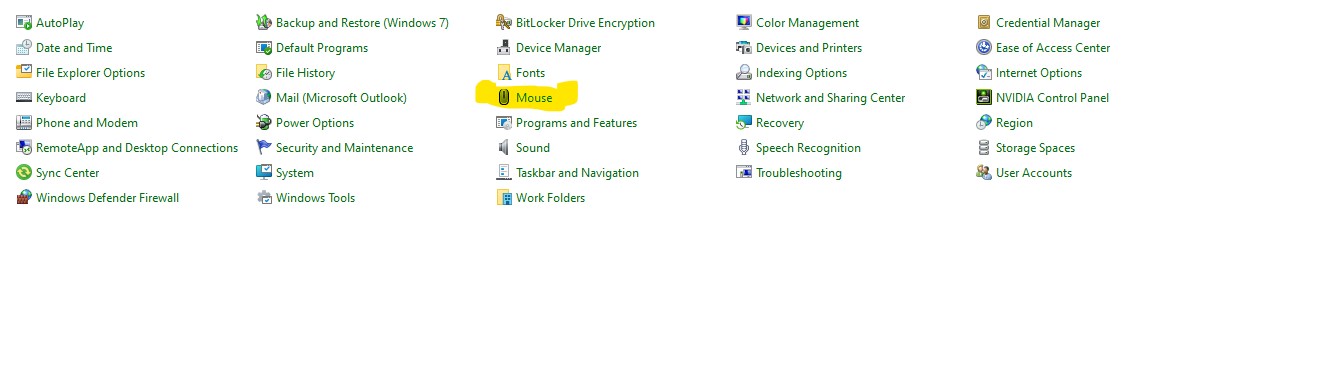 AutoPlay Backup and Restore (Windows 7) BitLocker Drive Encryption Color Management Credential Manager
Date and Time Default Programs Device Manager Devices and Printers Ease of Access Center
File Explorer Options File History Fonts Indexing Options Internet Options
Keyboard Mail (Microsoft Outlook) Mouse Network and Sharing Center NVIDIA Control Panel
Phone and Modem Power Options Programs and Features Recovery Region
RemoteApp and Desktop Connections Security and Maintenance Sound Speech Recognition Storage Spaces
Sync Center System Taskbar and Navigation Troubleshooting User Accounts
Windows Defender Firewall Windows Tools Work Folders